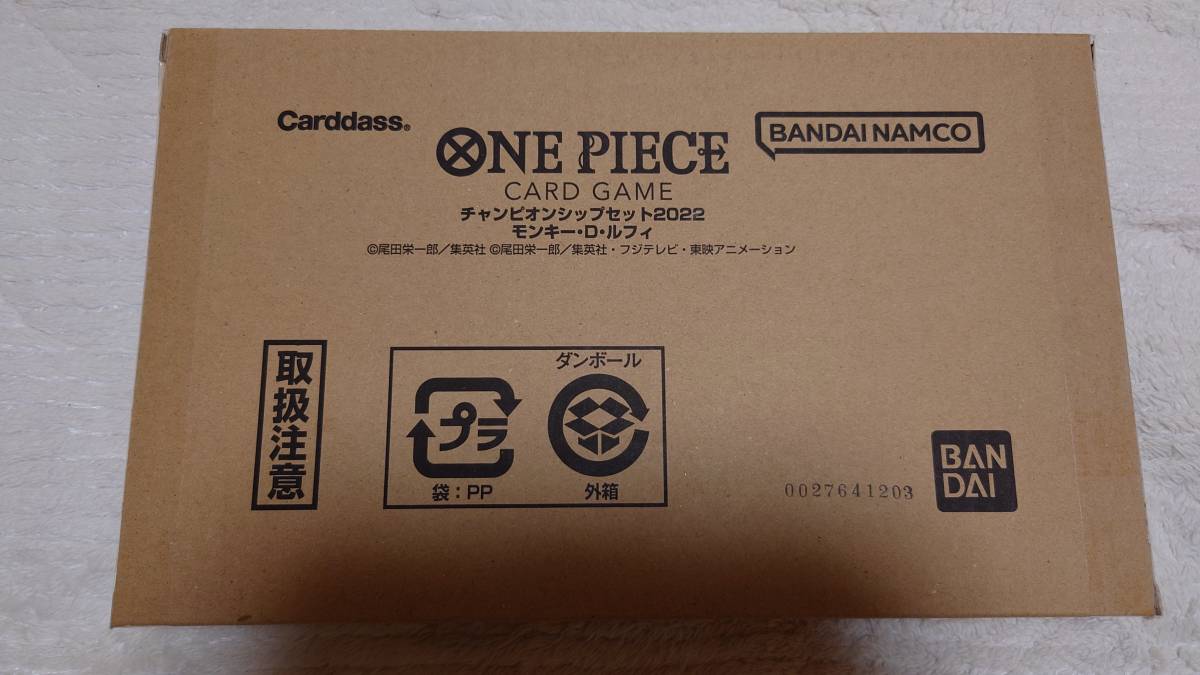 Carddass®
ONE PIECE
BANDAI NAMCO
CARD GAME
チャンピオンシップセット2022
モンキー・D・ルフィ
©尾田栄一郎／集英社 ©尾田栄一郎／集英社・フジテレビ・東映アニメーション
取扱注意
プラ
袋：PP
ダンボール
外箱
0027641203
BAN
DAI